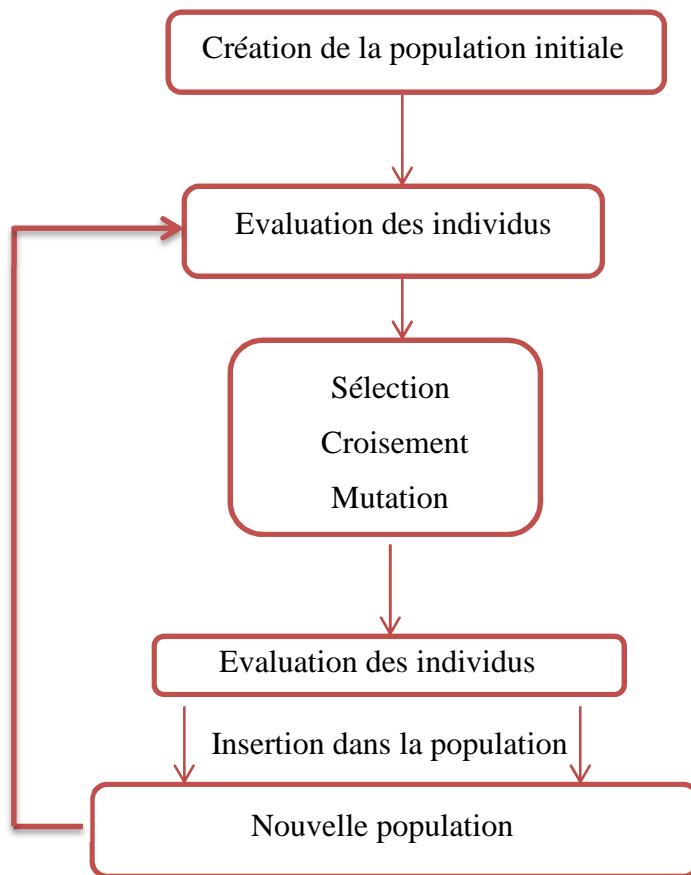 Création de la population initiale
Evaluation des individus
Sélection
Croisement
Mutation
Evaluation des individus
Insertion dans la population
Nouvelle population